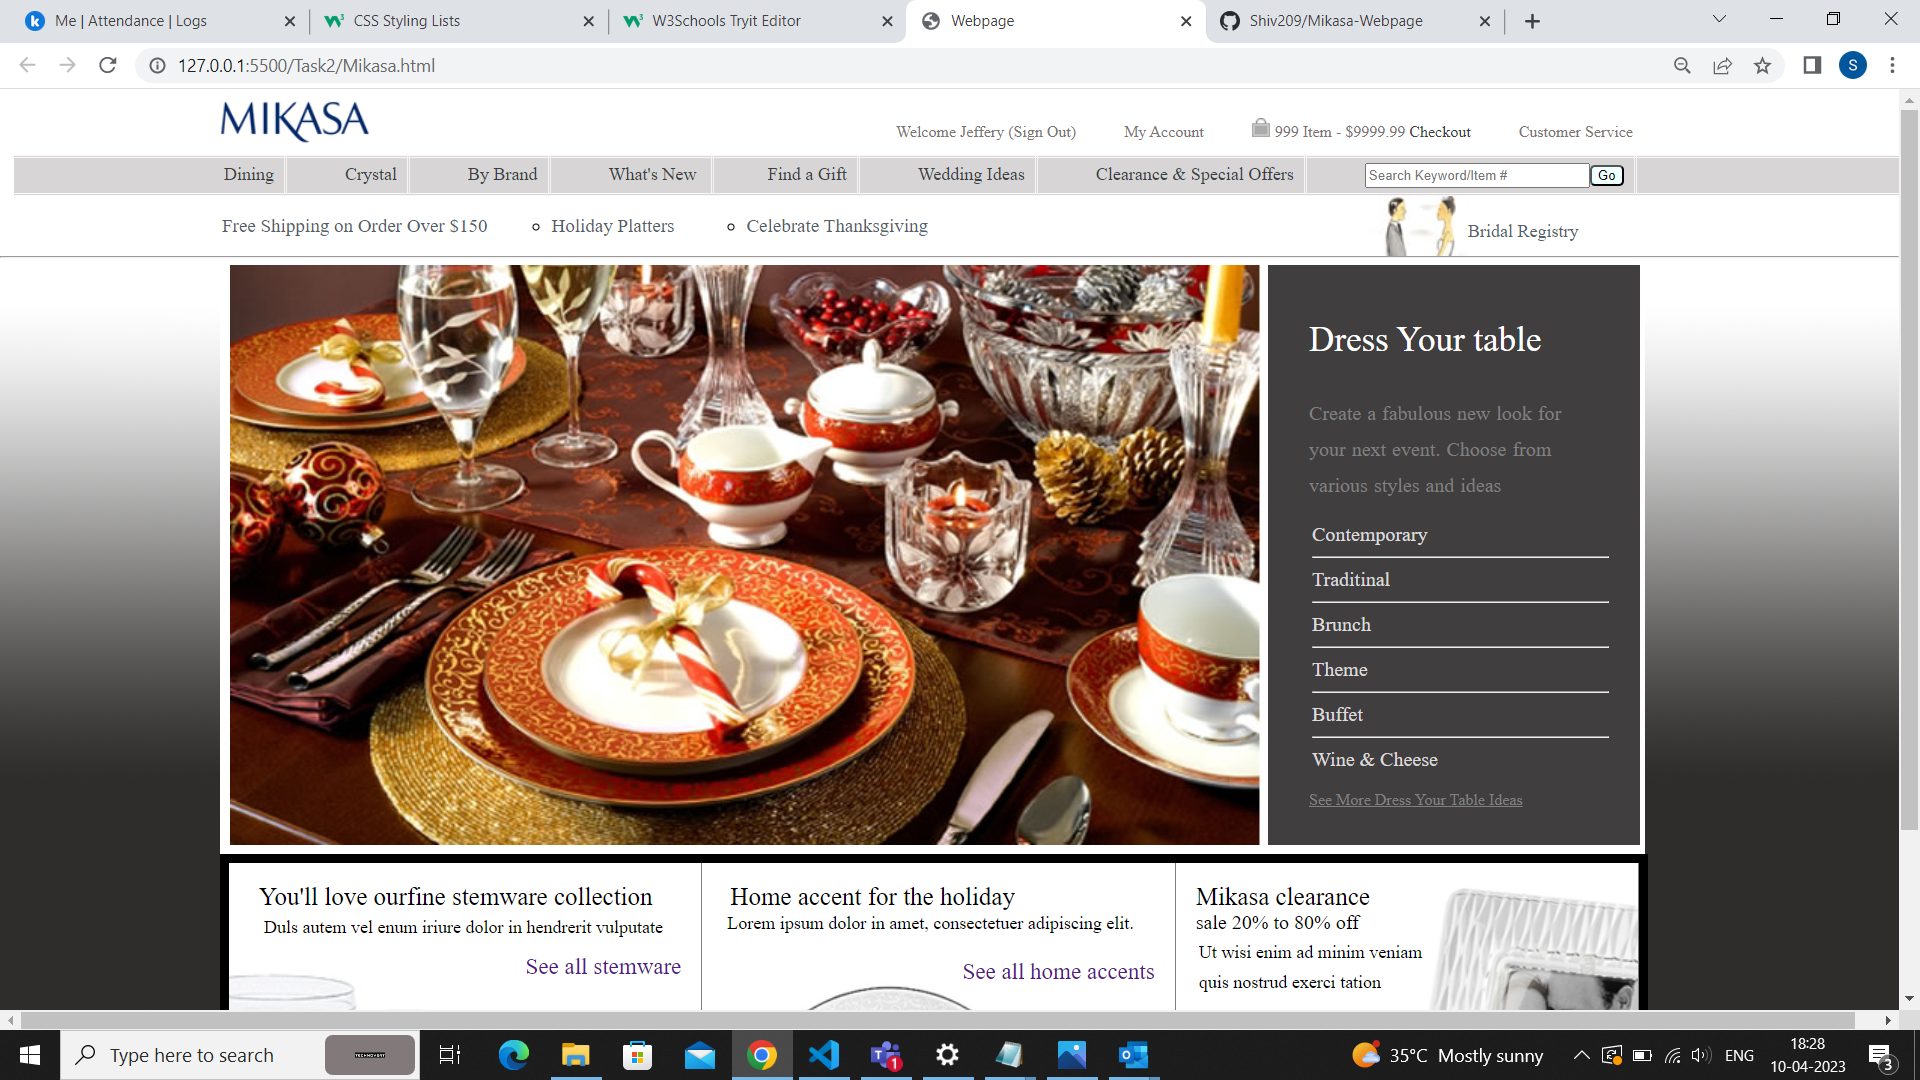 Me | Attendance | Logs
CSS Styling Lists
W3Schools Tryit Editor
Webpage
Shiv209/Mikasa-Webpage
127.0.0.1:5500/Task2/Mikasa.html
S
MIKASA
Welcome Jeffery (Sign Out)
My Account
999 Item - $9999.99 Checkout
Customer Service
Dining
Crystal
By Brand
What's New
Find a Gift
Wedding Ideas
Clearance & Special Offers
Search Keyword/Item #
Go
Free Shipping on Order Over $150
Holiday Platters
Celebrate Thanksgiving
Bridal Registry
Dress Your table
Create a fabulous new look for
your next event. Choose from
various styles and ideas
Contemporary
Traditinal
Brunch
Theme
Buffet
Wine & Cheese
See More Dress Your Table Ideas
You'll love ourfine stemware collection
Duls autem vel enum iriure dolor in hendrerit vulputate
See all stemware
Home accent for the holiday
Lorem ipsum dolor in amet, consectetuer adipiscing elit.
See all home accents
Mikasa clearance
sale 20% to 80% off
Ut wisi enim ad minim veniam
quis nostrud exerci tation
Type here to search
TECHNOVERT
1
35°C Mostly sunny
ENG
18:28
10-04-2023
3